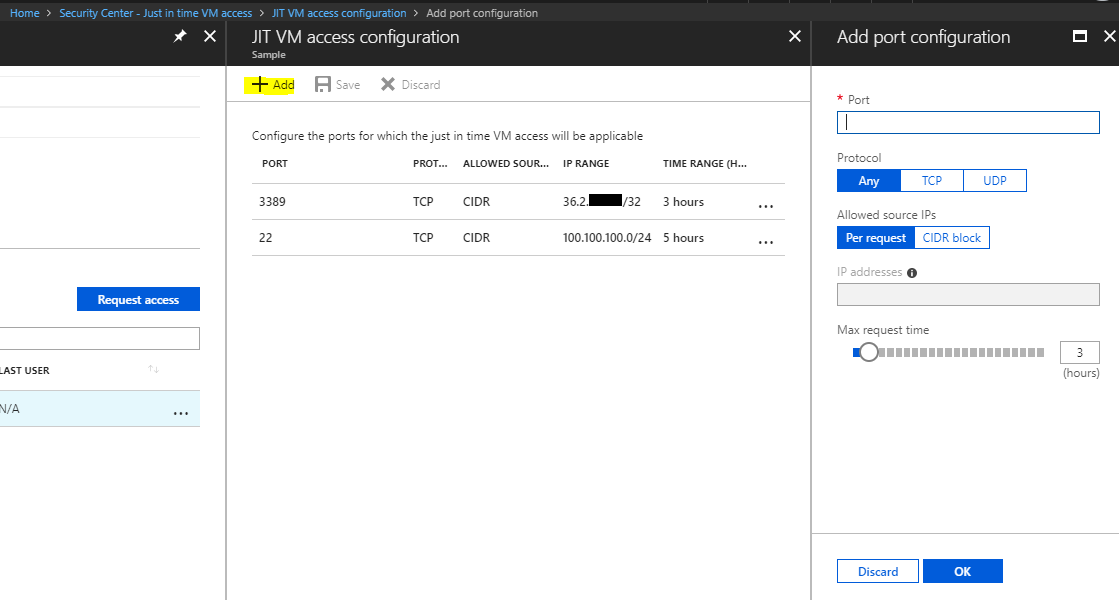 Home > Security Center - Just in time VM access > JIT VM access configuration > Add port configuration
JIT VM access configuration
Sample
Add Save Discard
Configure the ports for which the just in time VM access will be applicable
PORT PROT... ALLOWED SOUR... IP RANGE TIME RANGE (H...
3389 TCP CIDR 36.2. /32 3 hours ...
22 TCP CIDR 100.100.100.0/24 5 hours ...
Request access
LAST USER
N/A ...
Add port configuration
* Port
Protocol
Any TCP UDP
Allowed source IPs
Per request CIDR block
IP addresses
Max request time
3
(hours)
Discard OK